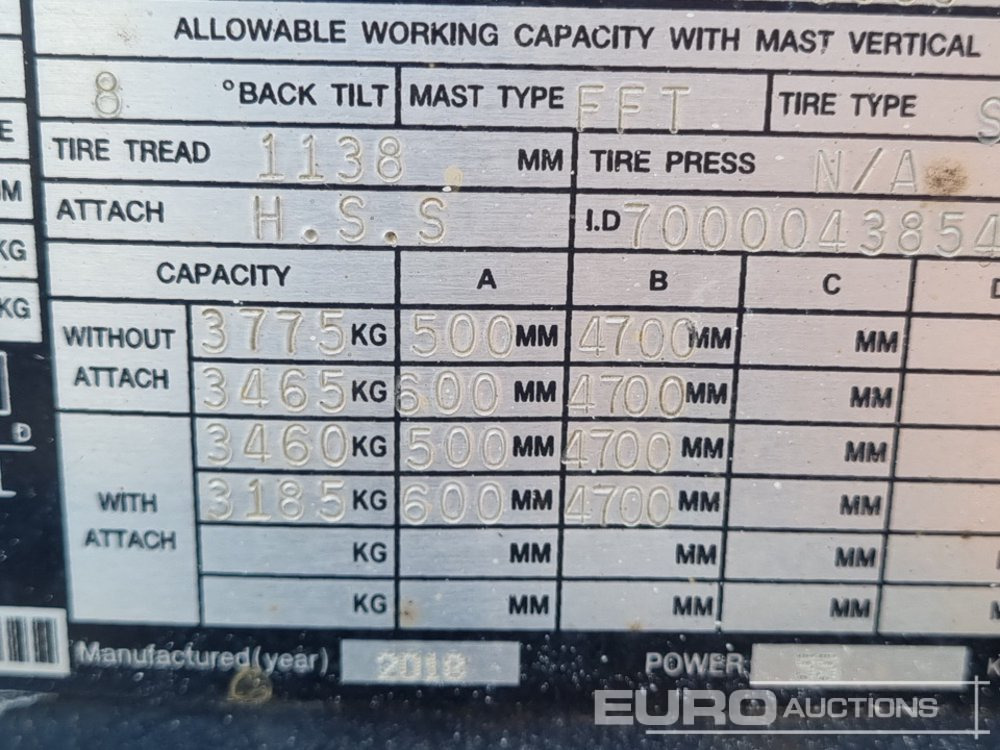 ALLOWABLE WORKING CAPACITY WITH MAST VERTICAL
8 °BACK TILT MAST TYPE FFT TIRE TYPE S
TIRE TREAD 1138 MM TIRE PRESS N/A
ATTACH H.S.S I.D 7000043854
CAPACITY A B C D
WITHOUT ATTACH 3775 KG 500 MM 4700 MM MM
3465 KG 600 MM 4700 MM MM
WITH ATTACH 3460 KG 500 MM 4700 MM MM
3185 KG 600 MM 4700 MM MM
KG MM MM MM
KG MM MM MM
Manufactured(year) 2018 POWER K
EURO AUCTIONS
E
M
KG
KG